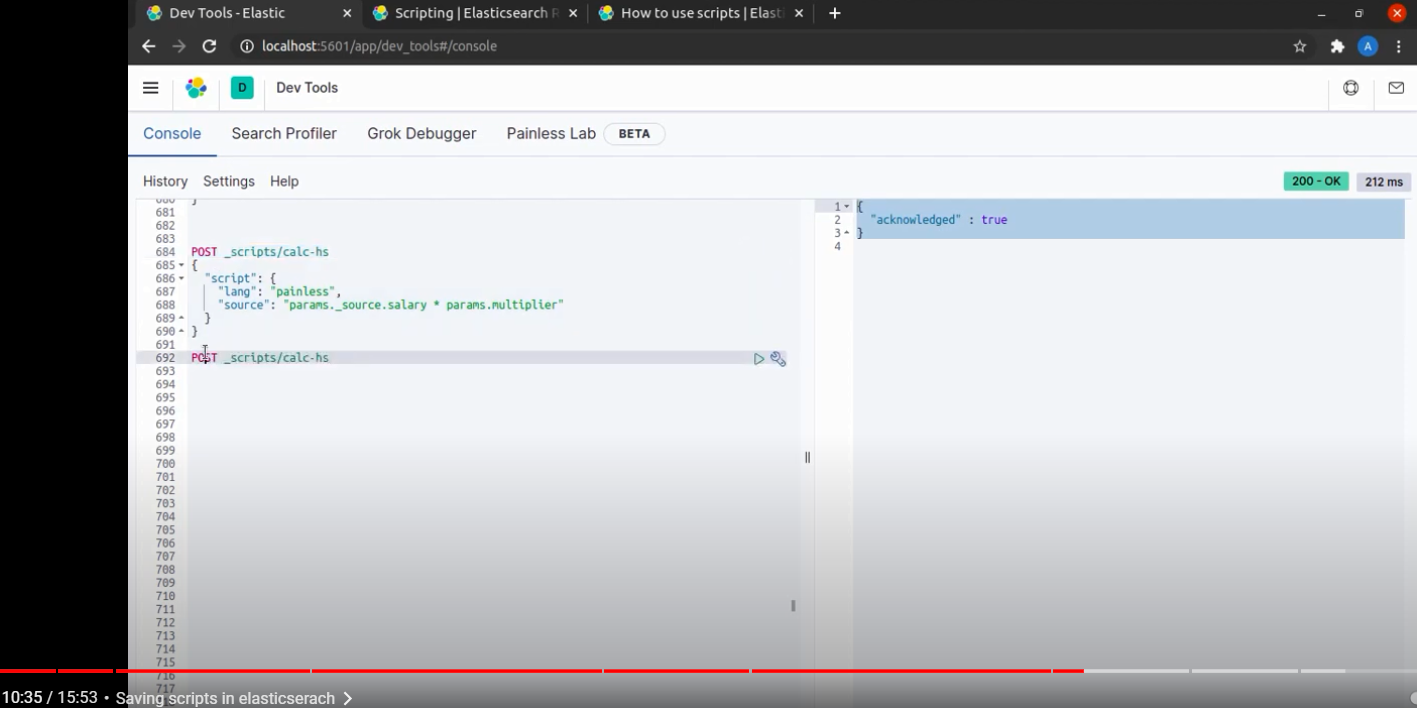 Dev Tools - Elastic
Scripting | Elasticsearch R
How to use scripts | Elasti
localhost:5601/app/dev_tools#/console
A
D
Dev Tools
Console
Search Profiler
Grok Debugger
Painless Lab
BETA
History
Settings
Help
200 - OK
212 ms
680 }
681
682
683
684 POST _scripts/calc-hs
685 {
686 "script": {
687 "lang": "painless",
688 "source": "params._source.salary * params.multiplier"
689 }
690 }
691
692 POST _scripts/calc-hs
693
694
695
696
697
698
699
700
701
702
703
704
705
706
707
708
709
710
711
712
713
714
715
716
717
1 {
2 "acknowledged" : true
3 }
4
10:35 / 15:53 • Saving scripts in elasticserach